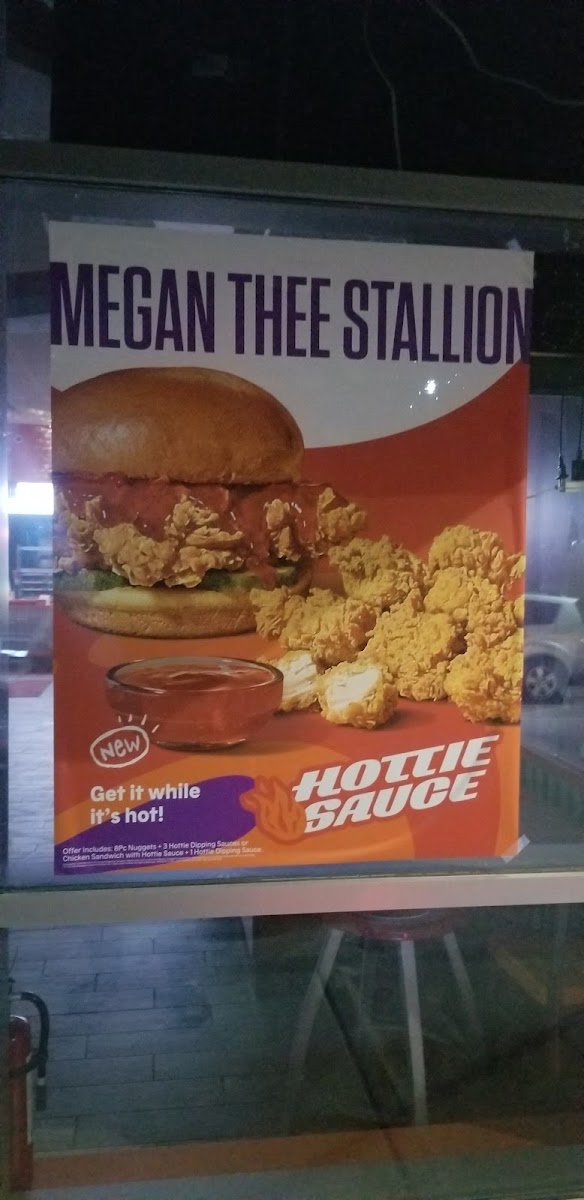 MEGAN THEE STALLION
New
Get it while
it's hot!
HOTTIE
SAUCE
Offer Includes: 8Pc Nuggets + 3 Hottie Dipping Sauces or
Chicken Sandwich with Hottie Sauce + 1 Hottie Dipping Sauce